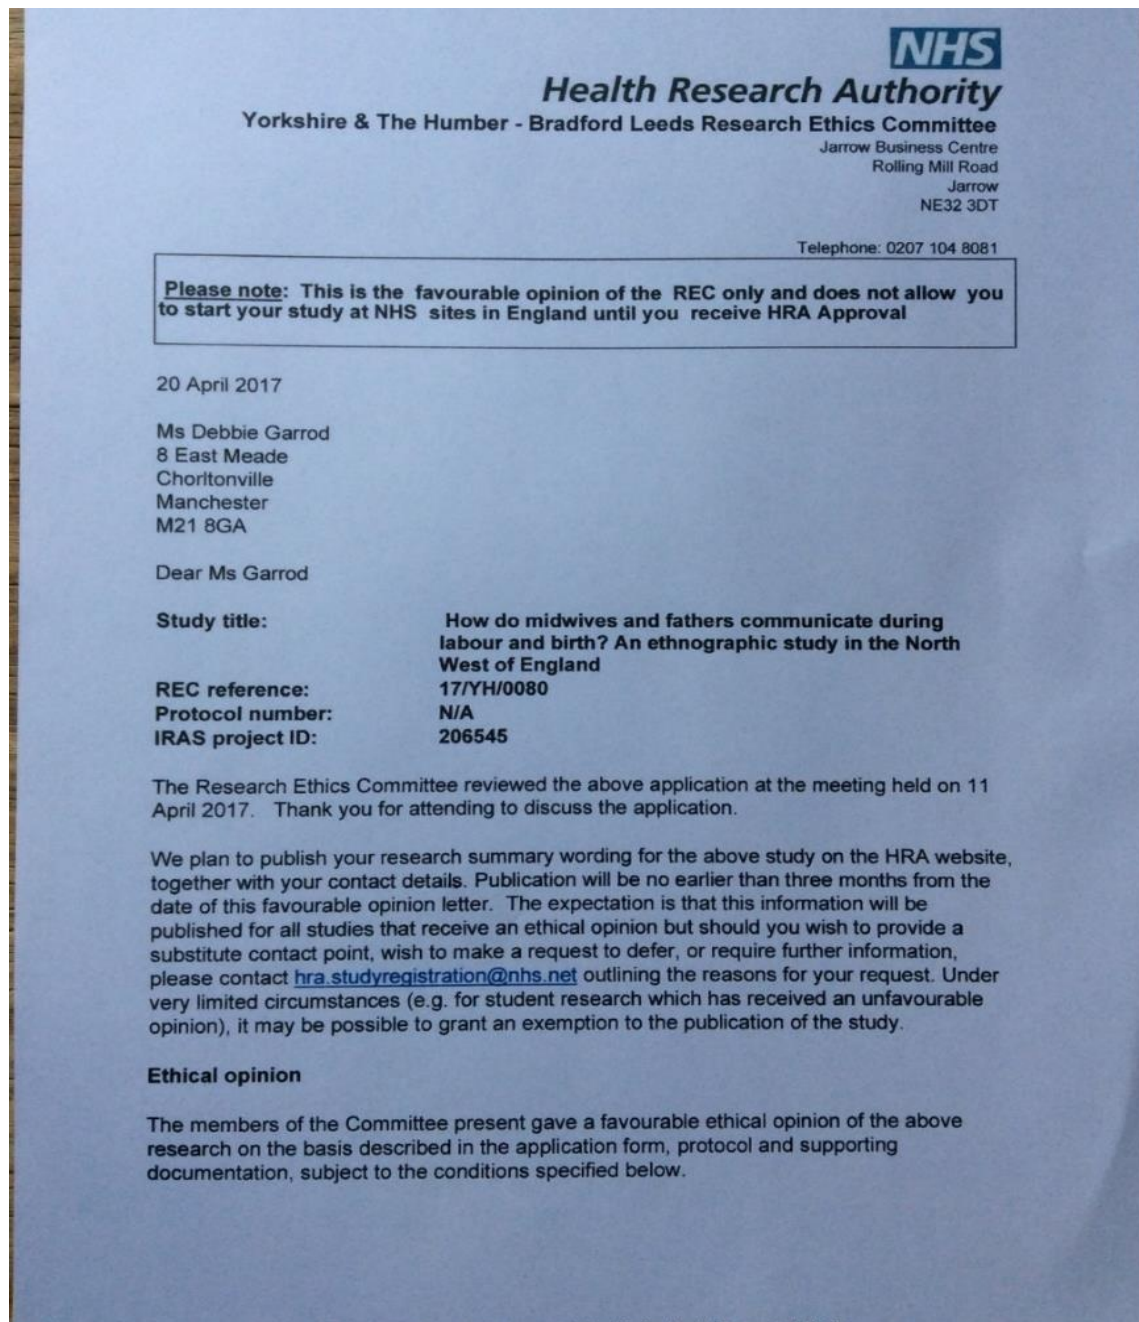 NHS
Health Research Authority
Yorkshire & The Humber - Bradford Leeds Research Ethics Committee
Jarrow Business Centre
Rolling Mill Road
Jarrow
NE32 3DT
Telephone: 0207 104 8081
Please note: This is the favourable opinion of the REC only and does not allow you
to start your study at NHS sites in England until you receive HRA Approval
20 April 2017
Ms Debbie Garrod
8 East Meade
Chorltonville
Manchester
M21 8GA
Dear Ms Garrod
Study title: How do midwives and fathers communicate during
labour and birth? An ethnographic study in the North
West of England
REC reference: 17/YH/0080
Protocol number: N/A
IRAS project ID: 206545
The Research Ethics Committee reviewed the above application at the meeting held on 11
April 2017. Thank you for attending to discuss the application.
We plan to publish your research summary wording for the above study on the HRA website,
together with your contact details. Publication will be no earlier than three months from the
date of this favourable opinion letter. The expectation is that this information will be
published for all studies that receive an ethical opinion but should you wish to provide a
substitute contact point, wish to make a request to defer, or require further information,
please contact hra.studyregistration@nhs.net outlining the reasons for your request. Under
very limited circumstances (e.g. for student research which has received an unfavourable
opinion), it may be possible to grant an exemption to the publication of the study.
Ethical opinion
The members of the Committee present gave a favourable ethical opinion of the above
research on the basis described in the application form, protocol and supporting
documentation, subject to the conditions specified below.